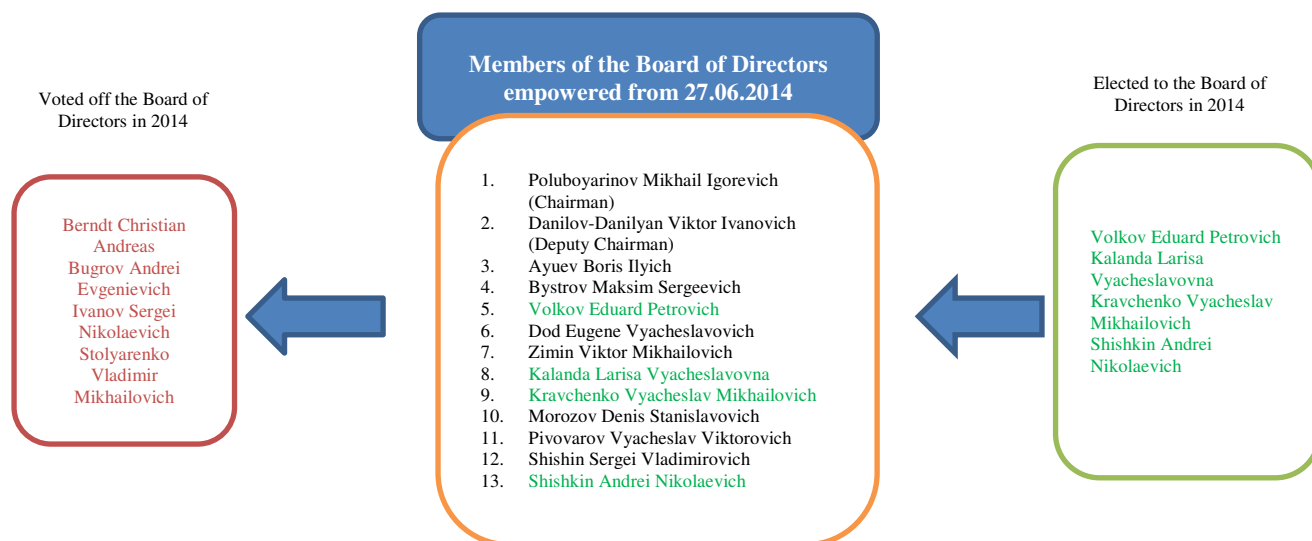 Voted off the Board of
Directors in 2014
Berndt Christian
Andreas
Bugrov Andrei
Evgenievich
Ivanov Sergei
Nikolaevich
Stolyarenko
Vladimir
Mikhailovich
Members of the Board of Directors
empowered from 27.06.2014
1. Poluboyarinov Mikhail Igorevich
(Chairman)
2. Danilov-Danilyan Viktor Ivanovich
(Deputy Chairman)
3. Ayuev Boris Ilyich
4. Bystrov Maksim Sergeevich
5. Volkov Eduard Petrovich
6. Dod Eugene Vyacheslavovich
7. Zimin Viktor Mikhailovich
8. Kalanda Larisa Vyacheslavovna
9. Kravchenko Vyacheslav Mikhailovich
10. Morozov Denis Stanislavovich
11. Pivovarov Vyacheslav Viktorovich
12. Shishin Sergei Vladimirovich
13. Shishkin Andrei Nikolaevich
Elected to the Board of
Directors in 2014
Volkov Eduard Petrovich
Kalanda Larisa
Vyacheslavovna
Kravchenko Vyacheslav
Mikhailovich
Shishkin Andrei
Nikolaevich